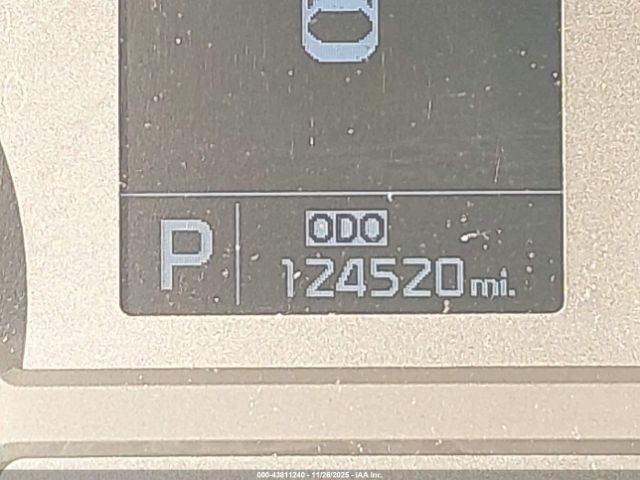 ODO
P 124520 mi.
000-43811240 - 11/26/2025 - IAA Inc.